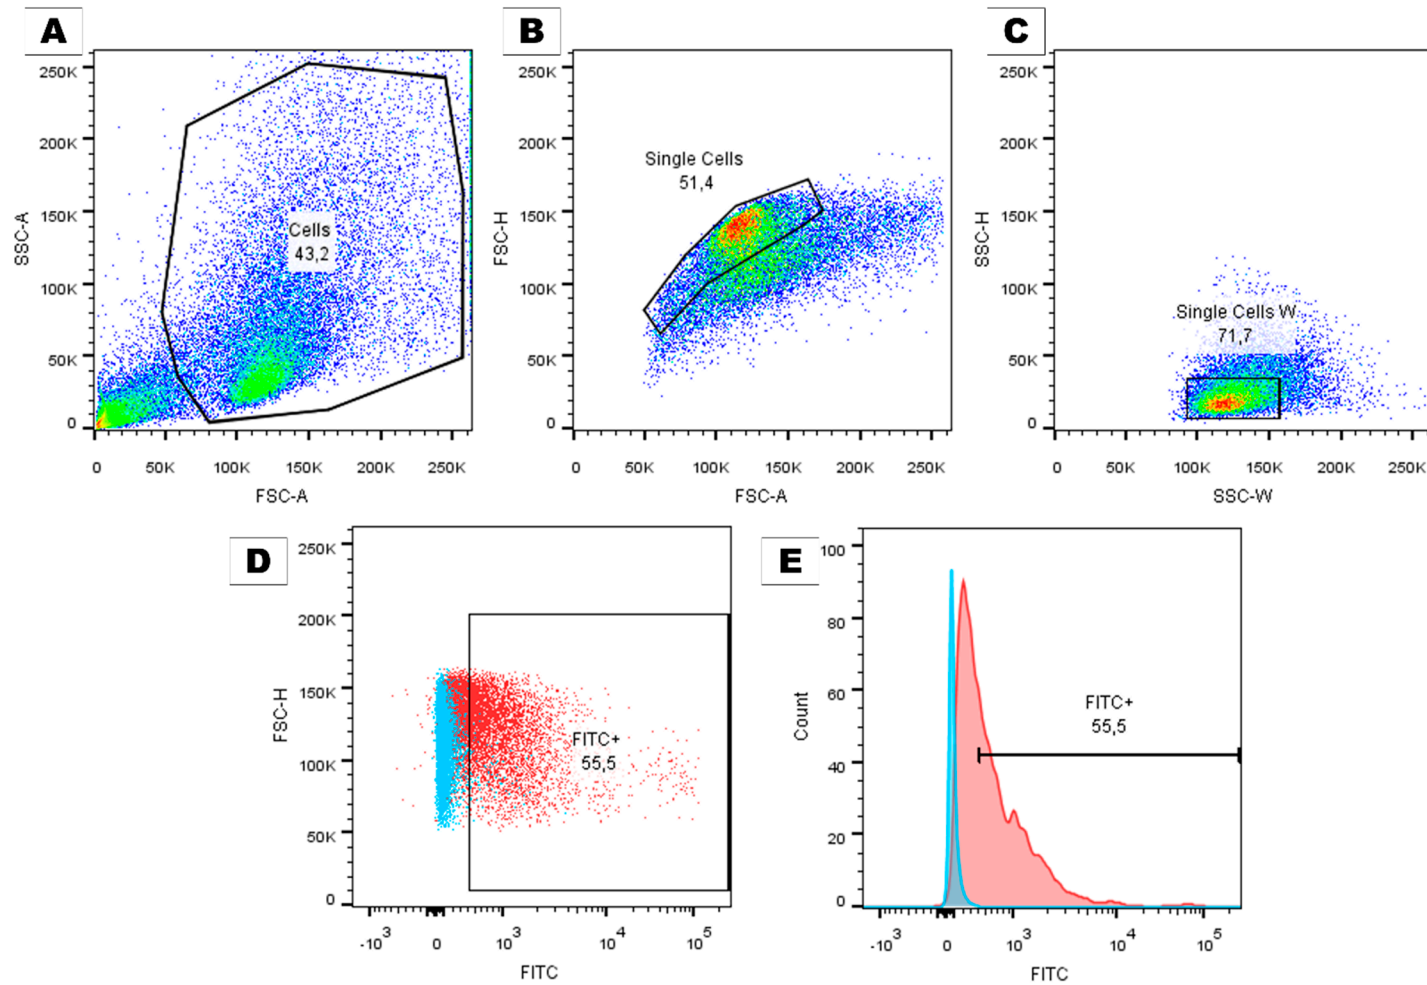 A
250K
200K
150K
100K
50K
0
SSC-A
Cells
43,2
0 50K 100K 150K 200K 250K
FSC-A
B
250K
200K
150K
100K
50K
0
FSC-H
Single Cells
51,4
0 50K 100K 150K 200K 250K
FSC-A
C
250K
200K
150K
100K
50K
0
SSC-H
Single Cells W
71,7
0 50K 100K 150K 200K 250K
SSC-W
D
250K
200K
150K
100K
50K
0
FSC-H
FITC+
55,5
-10³ 0 10³ 10⁴ 10⁵
FITC
E
100
80
60
40
20
0
Count
FITC+
55,5
-10³ 0 10³ 10⁴ 10⁵
FITC